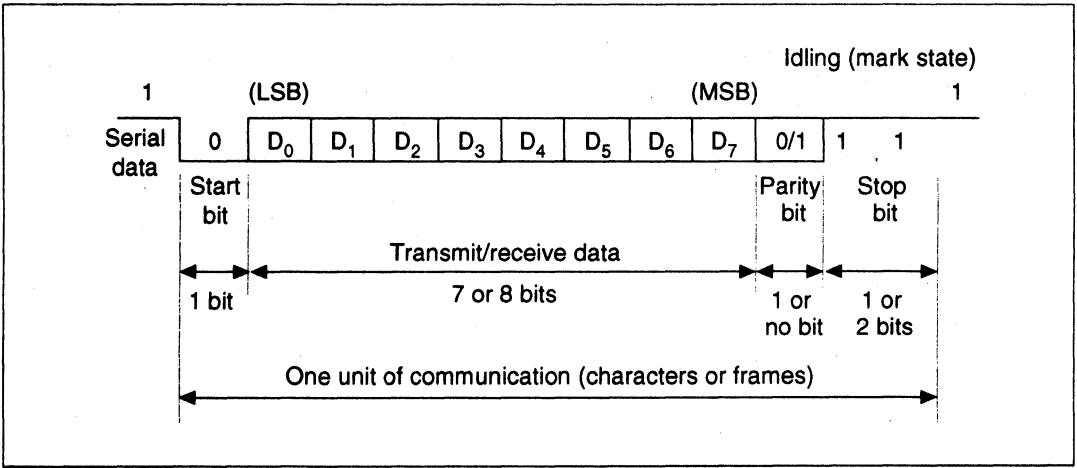 Idling (mark state)
1 (LSB) (MSB) 1
Serial data
0 D₀ D₁ D₂ D₃ D₄ D₅ D₆ D₇ 0/1 1 1
Start bit
Parity bit
Stop bit
Transmit/receive data
1 bit
7 or 8 bits
1 or no bit
1 or 2 bits
One unit of communication (characters or frames)